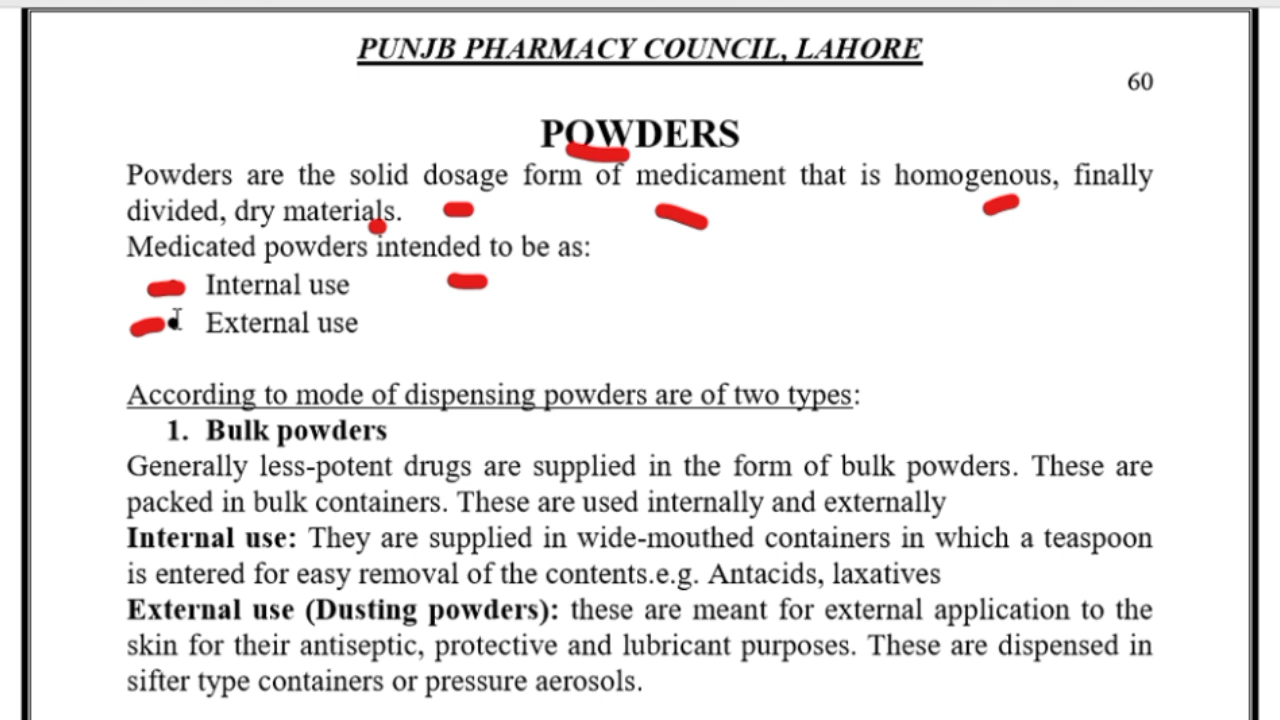 PUNJB PHARMACY COUNCIL, LAHORE
60
POWDERS
Powders are the solid dosage form of medicament that is homogenous, finally
divided, dry materials.
Medicated powders intended to be as:
Internal use
External use
According to mode of dispensing powders are of two types:
1. Bulk powders
Generally less-potent drugs are supplied in the form of bulk powders. These are
packed in bulk containers. These are used internally and externally
Internal use: They are supplied in wide-mouthed containers in which a teaspoon
is entered for easy removal of the contents.e.g. Antacids, laxatives
External use (Dusting powders): these are meant for external application to the
skin for their antiseptic, protective and lubricant purposes. These are dispensed in
sifter type containers or pressure aerosols.